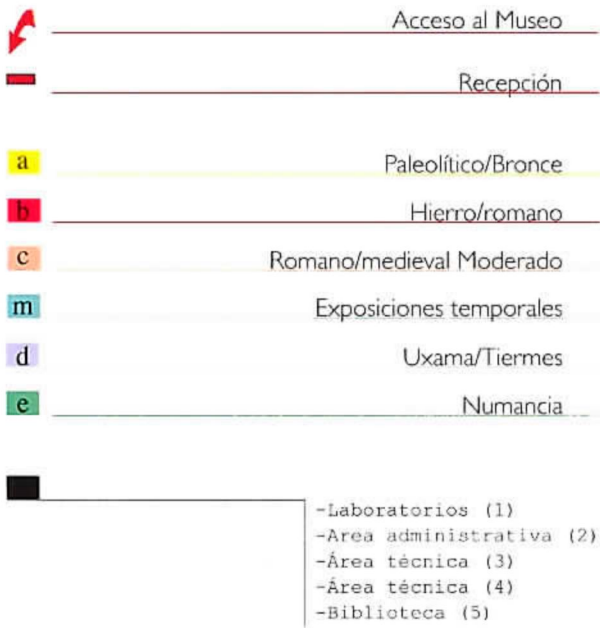 Acceso al Museo
Recepción
a Paleolítico/Bronce
b Hierro/romano
c Romano/medieval Moderado
m Exposiciones temporales
d Uxama/Tiermes
e Numancia
-Laboratorios (1)
-Area administrativa (2)
-Área técnica (3)
-Área técnica (4)
-Biblioteca (5)